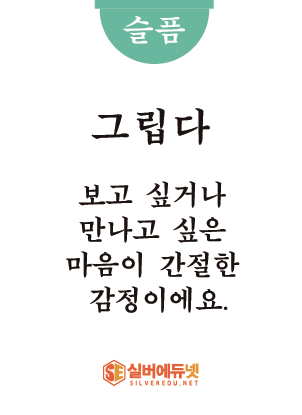 슬픔
그립다
보고 싶거나
만나고 싶은
마음이 간절한
감정이에요.
SE 실버에듀넷
SILVEREDU.NET